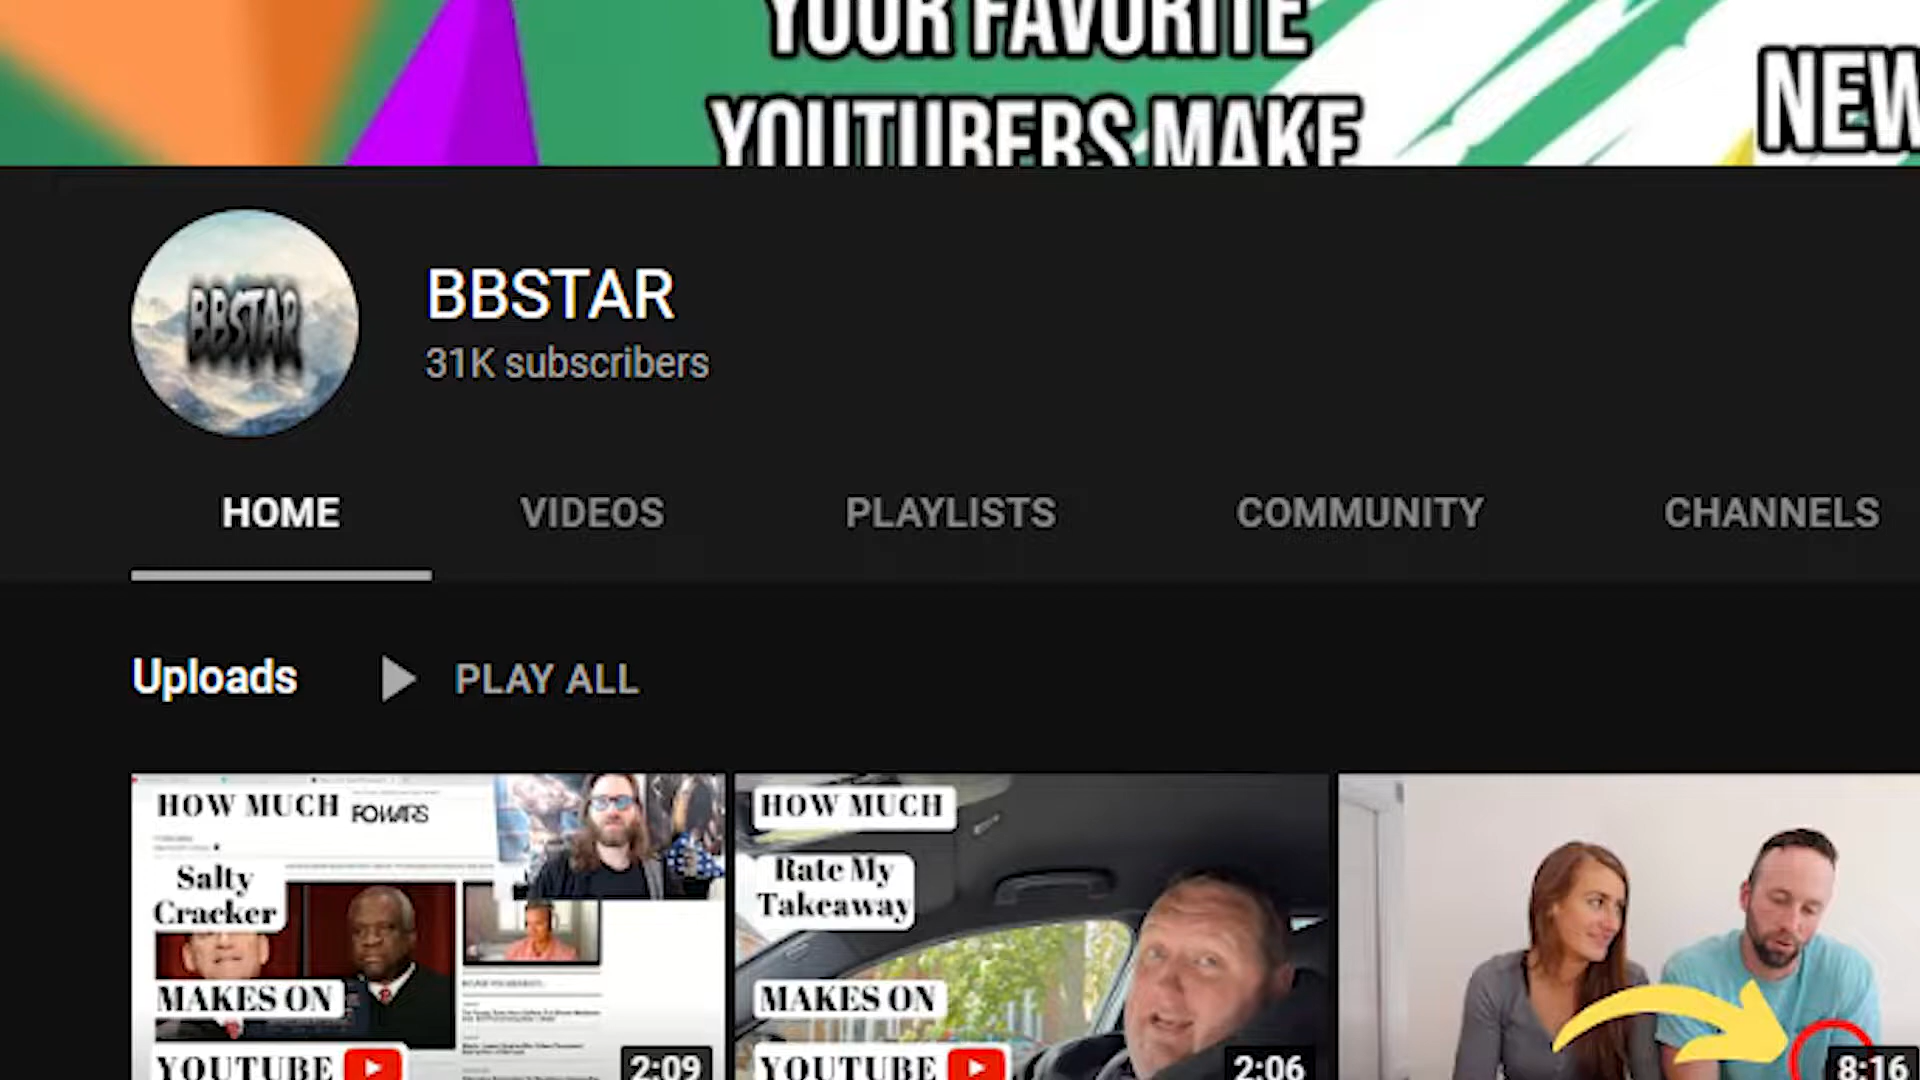 YOUR FAVORITE
YOUTUBERS MAKE
NEW
BBSTAR
BBSTAR
31K subscribers
HOME
VIDEOS
PLAYLISTS
COMMUNITY
CHANNELS
Uploads
PLAY ALL
HOW MUCH
FOWARS
Salty
Cracker
MAKES ON
YOUTUBE
2:09
HOW MUCH
Rate My
Takeaway
MAKES ON
YOUTUBE
2:06
8:16